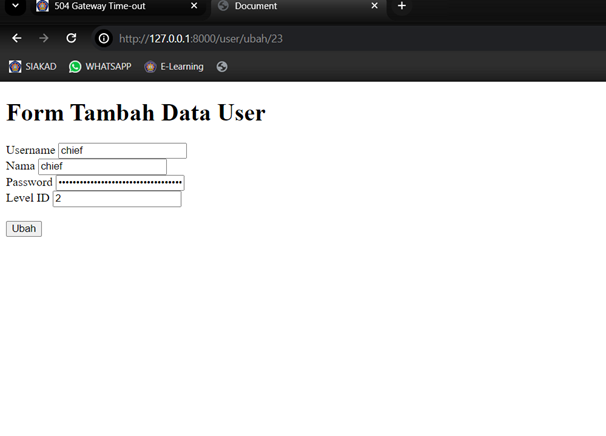 504 Gateway Time-out
Document
http://127.0.0.1:8000/user/ubah/23
SIAKAD WHATSAPP E-Learning
Form Tambah Data User
Username chief
Nama chief
Password ••••••••••••••••••••••••••••••••••
Level ID 2
Ubah